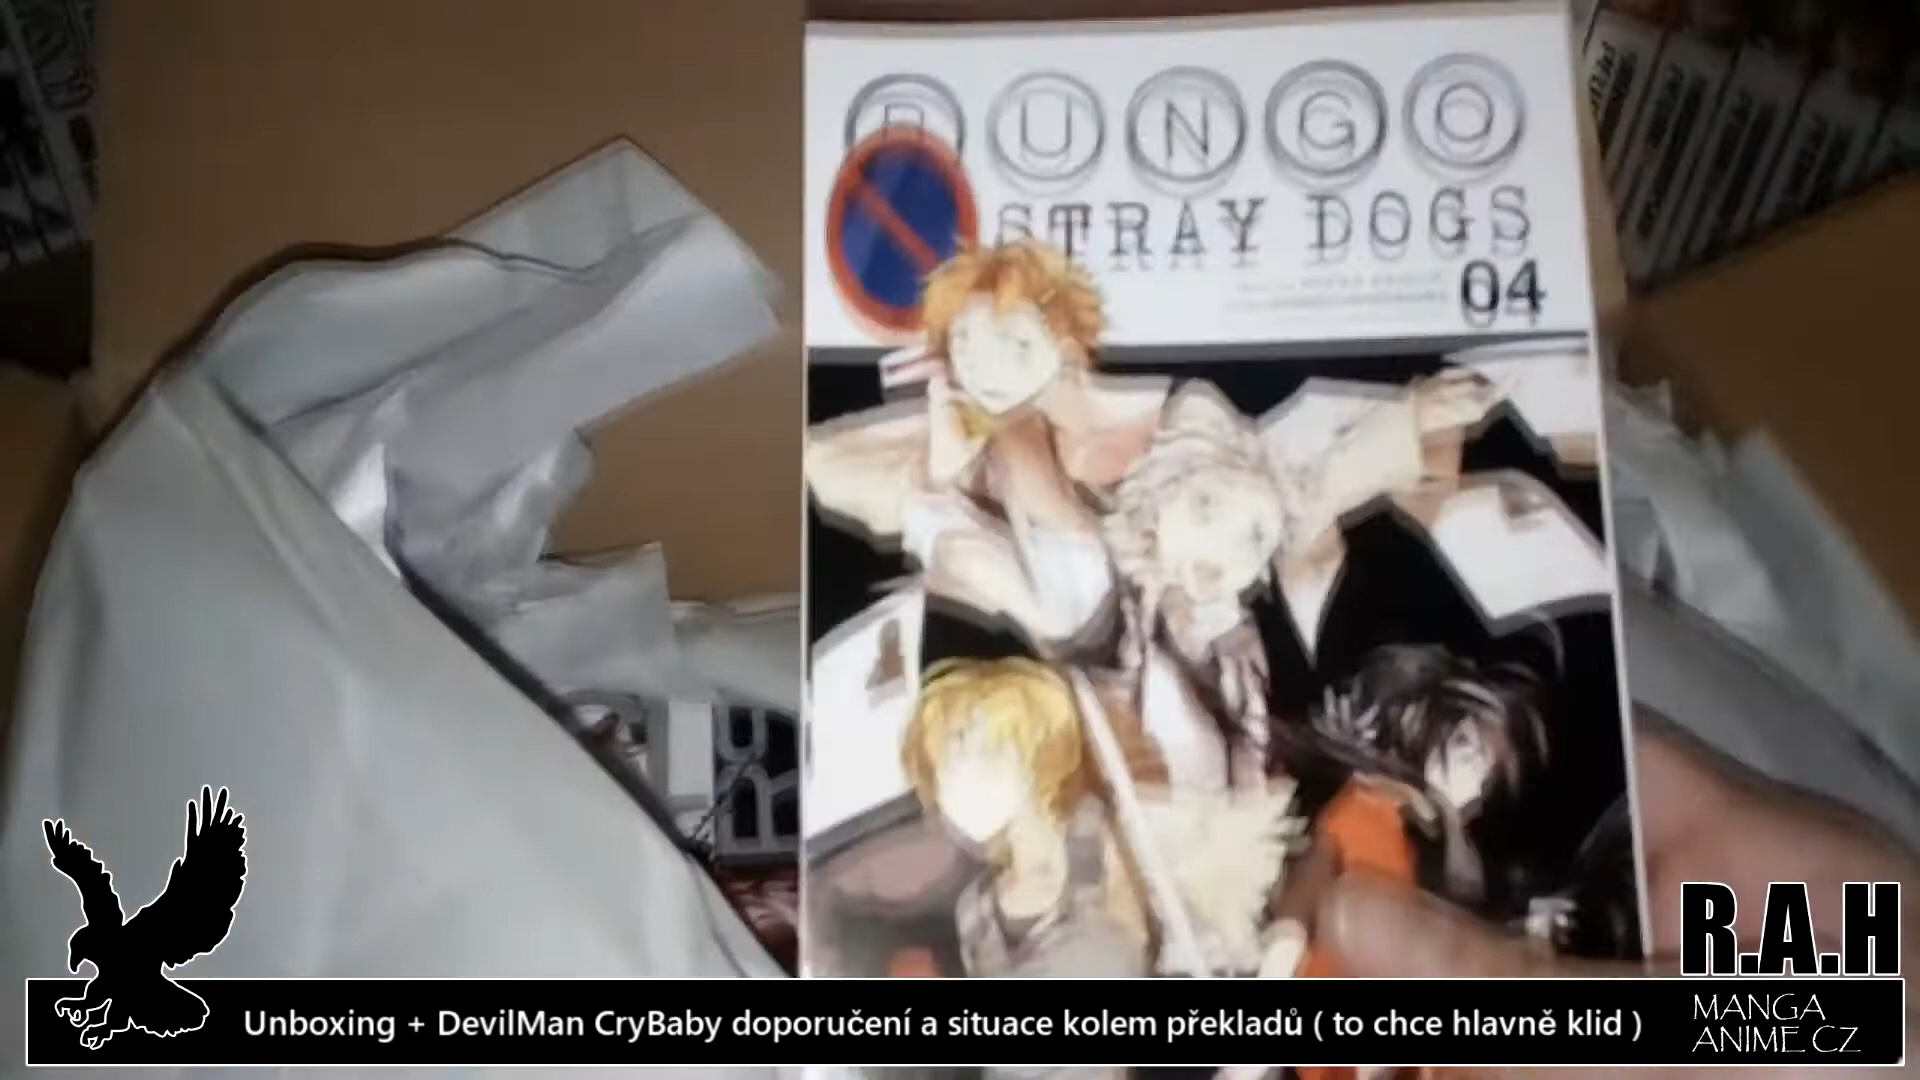 BUNGO
STRAY DOGS
04
R.A.H
Unboxing + DevilMan CryBaby doporučení a situace kolem překladů ( to chce hlavně klid )
MANGA
ANIME.CZ